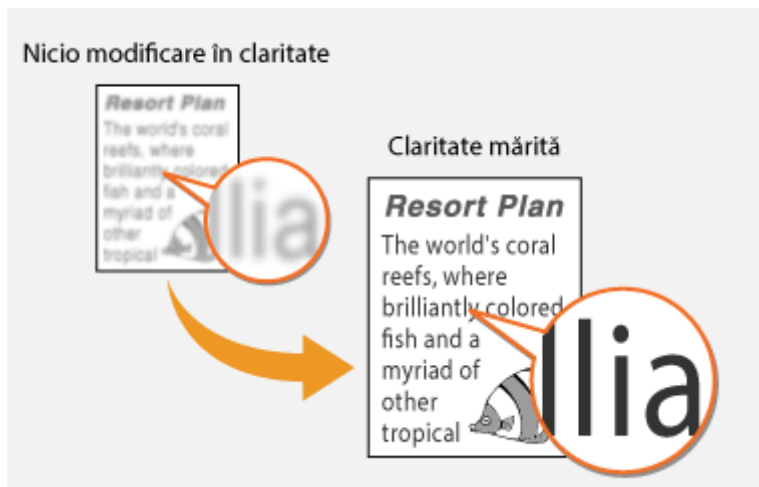 Nicio modificare în claritate
Resort Plan
The world's coral
reefs, where
brilliantly colored
fish and a
myriad of
other
tropical
lia
Claritate mărită
Resort Plan
The world's coral
reefs, where
brilliantly colored
fish and a
myriad of
other
tropical
llia